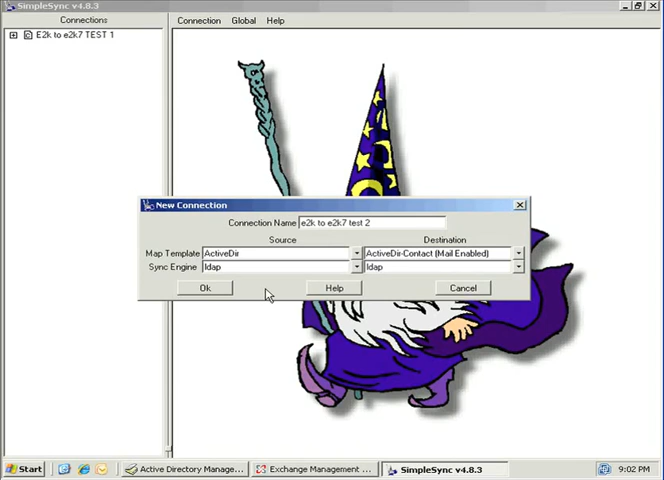 SimpleSync v4.8.3
Connections
Connection Global Help
E2k to e2k7 TEST 1
New Connection
Connection Name e2k to e2k7 test 2
Source Destination
Map Template ActiveDir ActiveDir-Contact (Mail Enabled)
Sync Engine ldap ldap
Ok Help Cancel
Start Active Directory Manage... Exchange Management ... SimpleSync v4.8.3 9:02 PM